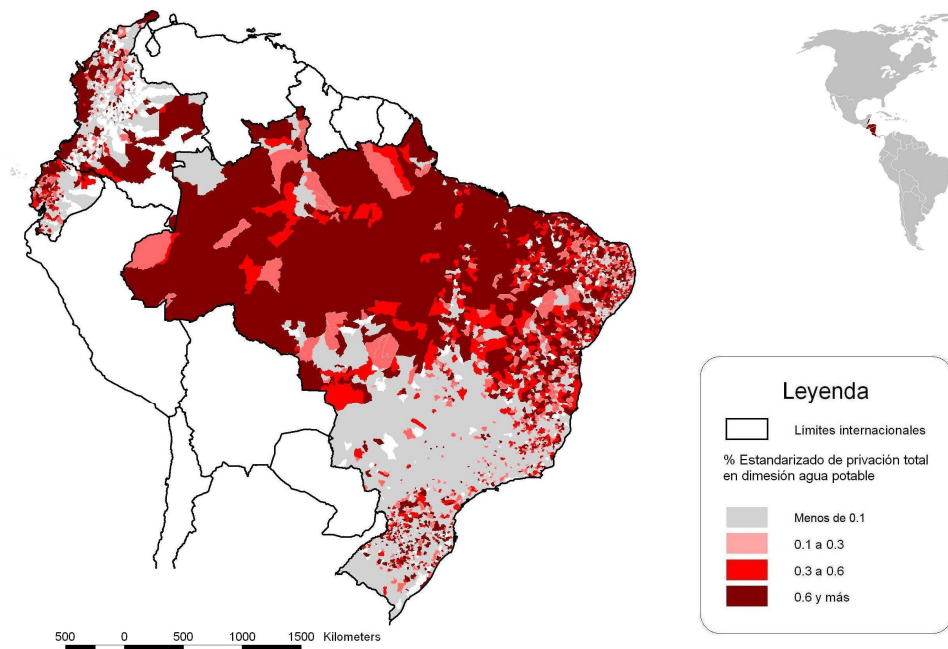 Leyenda
Límites internacionales
% Estandarizado de privación total
en dimesión agua potable
Menos de 0.1
0.1 a 0.3
0.3 a 0.6
0.6 y más
500 0 500 1000 1500 Kilometers